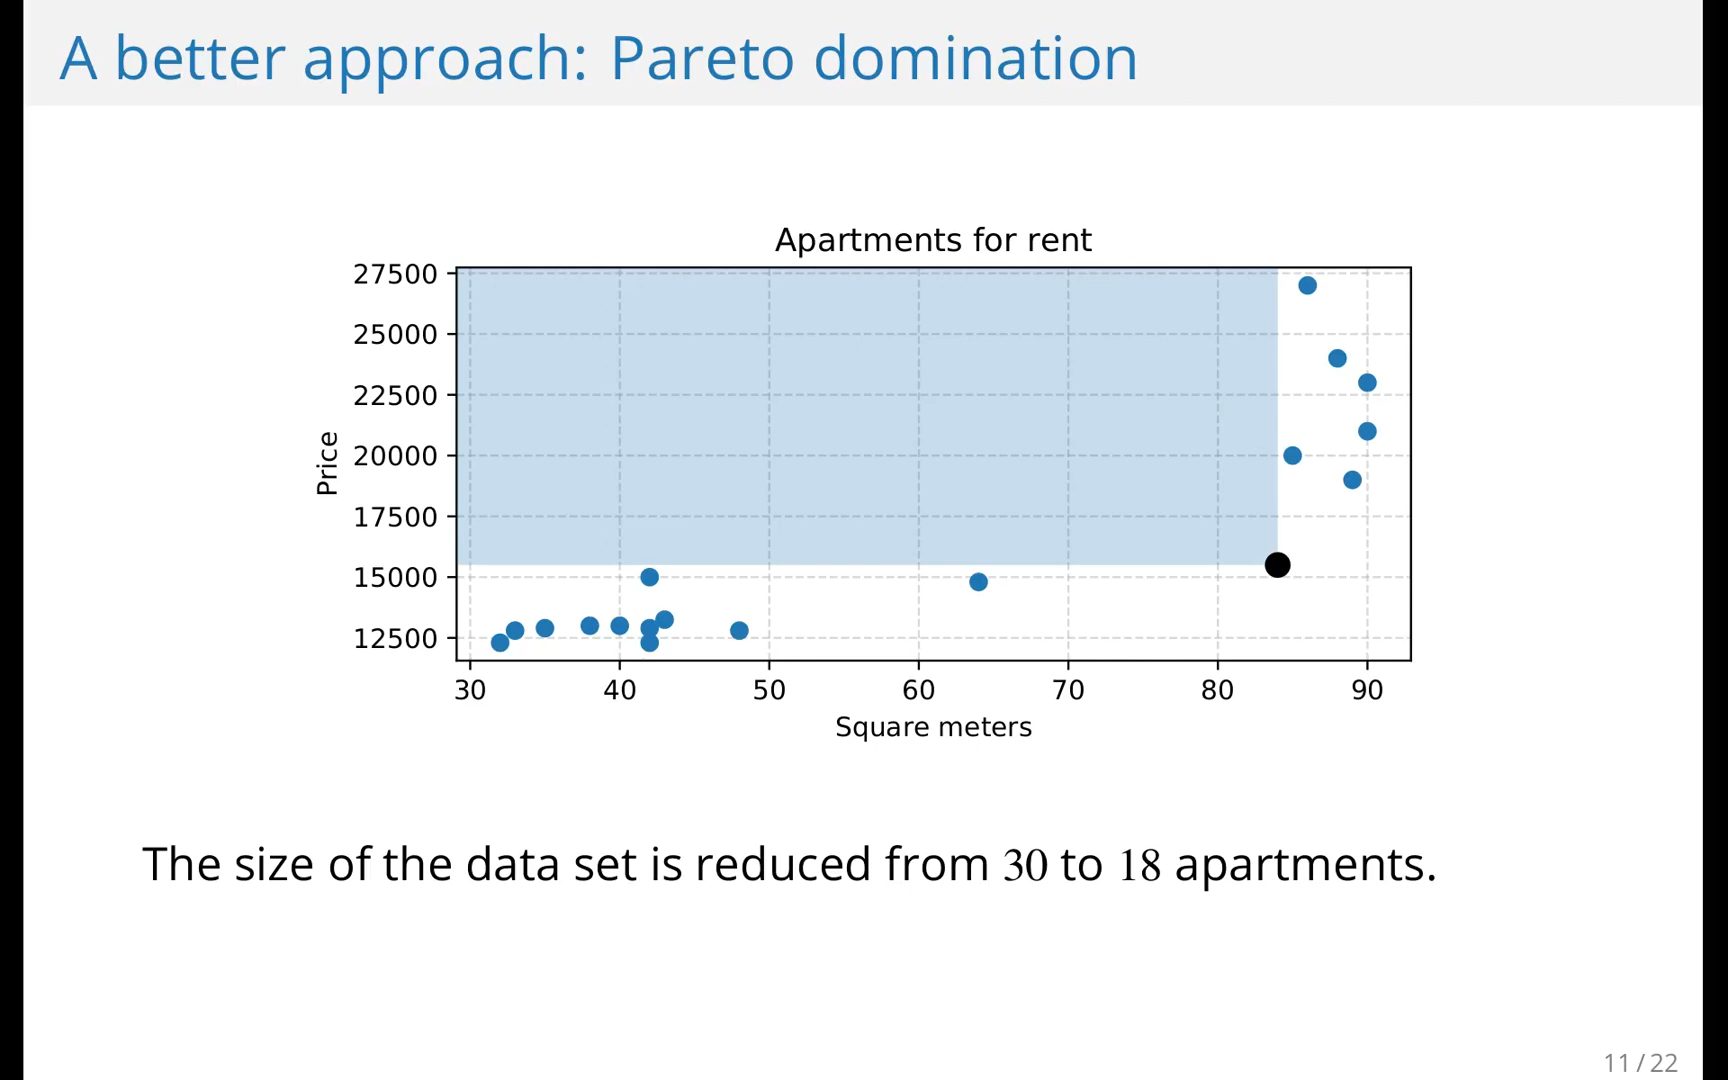 A better approach: Pareto domination
Apartments for rent
27500
25000
22500
20000
17500
15000
12500
Price
30 40 50 60 70 80 90
Square meters
The size of the data set is reduced from 30 to 18 apartments.
11 / 22